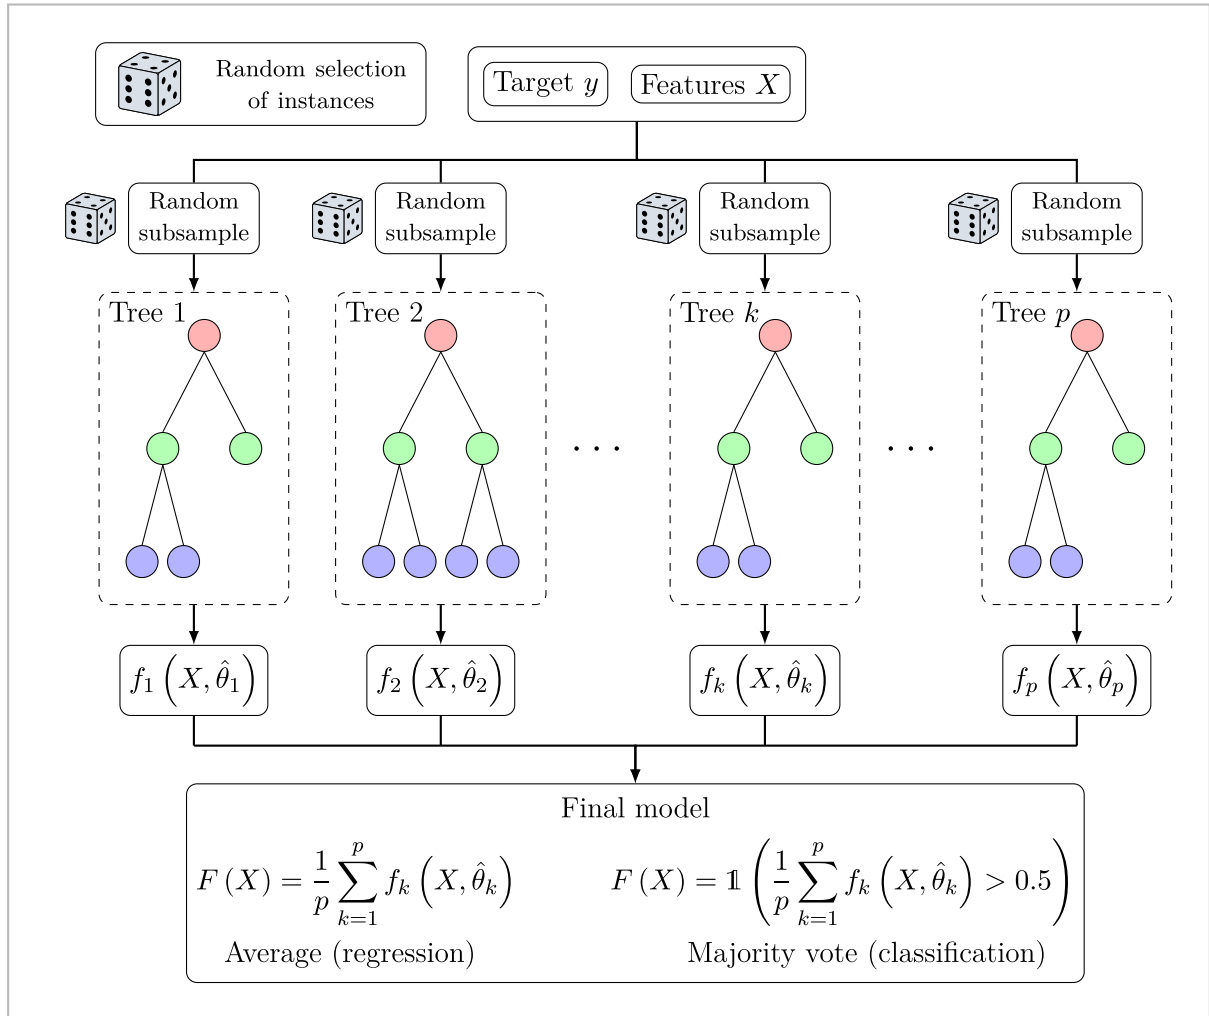 Random selection
of instances
Target y
Features X
Random
subsample
Random
subsample
Random
subsample
Random
subsample
Tree 1
Tree 2
Tree k
Tree p
. . .
. . .
f₁ (X, θ̂₁)
f₂ (X, θ̂₂)
fₖ (X, θ̂ₖ)
fₚ (X, θ̂ₚ)
Final model
F (X) = 1/p ∑_{k=1}^{p} fₖ (X, θ̂ₖ)
F (X) = 𝟙 (1/p ∑_{k=1}^{p} fₖ (X, θ̂ₖ) > 0.5)
Average (regression)
Majority vote (classification)